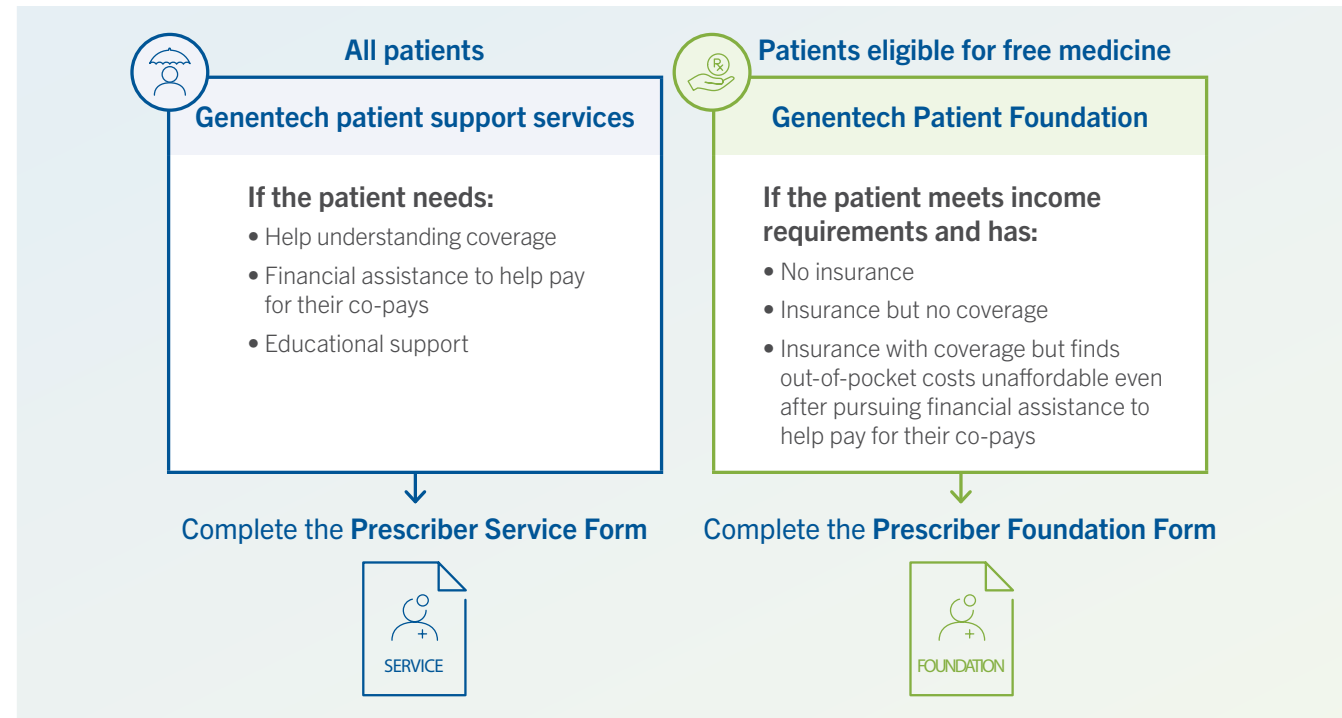 All patients
Genentech patient support services
If the patient needs:
• Help understanding coverage
• Financial assistance to help pay
for their co-pays
• Educational support
Complete the Prescriber Service Form
SERVICE
Patients eligible for free medicine
Genentech Patient Foundation
If the patient meets income
requirements and has:
• No insurance
• Insurance but no coverage
• Insurance with coverage but finds
out-of-pocket costs unaffordable even
after pursuing financial assistance to
help pay for their co-pays
Complete the Prescriber Foundation Form
FOUNDATION